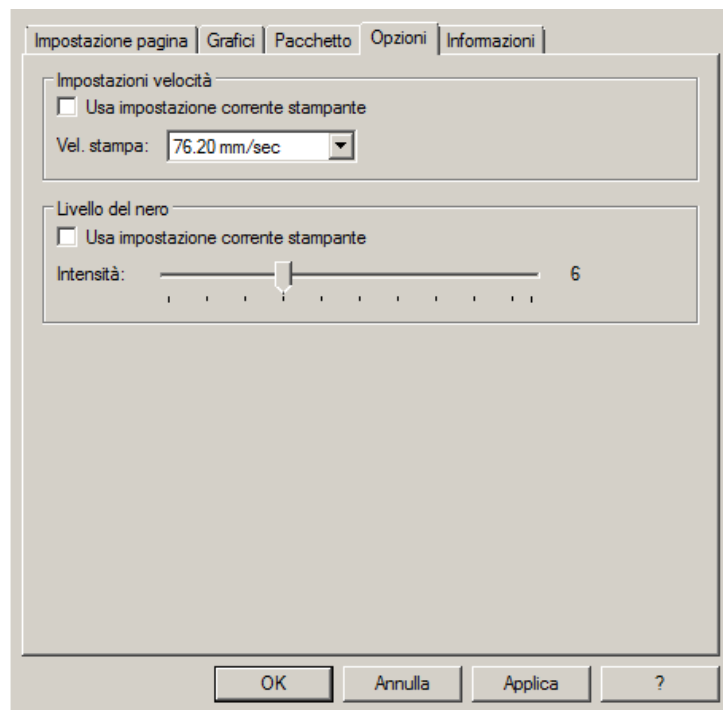 Impostazione pagina Grafici Pacchetto Opzioni Informazioni
Impostazioni velocità
Usa impostazione corrente stampante
Vel. stampa: 76.20 mm/sec
Livello del nero
Usa impostazione corrente stampante
Intensità: 6
OK Annulla Applica ?